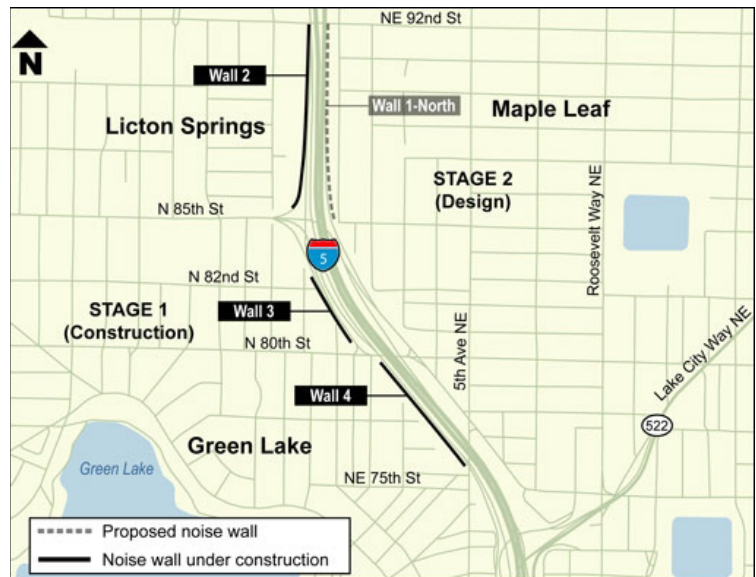 NE 92nd St
N
Wall 2
Wall 1-North
Maple Leaf
Licton Springs
STAGE 2
(Design)
Roosevelt Way NE
N 85th St
5
N 82nd St
STAGE 1
(Construction)
Wall 3
5th Ave NE
Lake City Way NE
N 80th St
Wall 4
522
Green Lake
Green Lake
NE 75th St
Proposed noise wall
Noise wall under construction